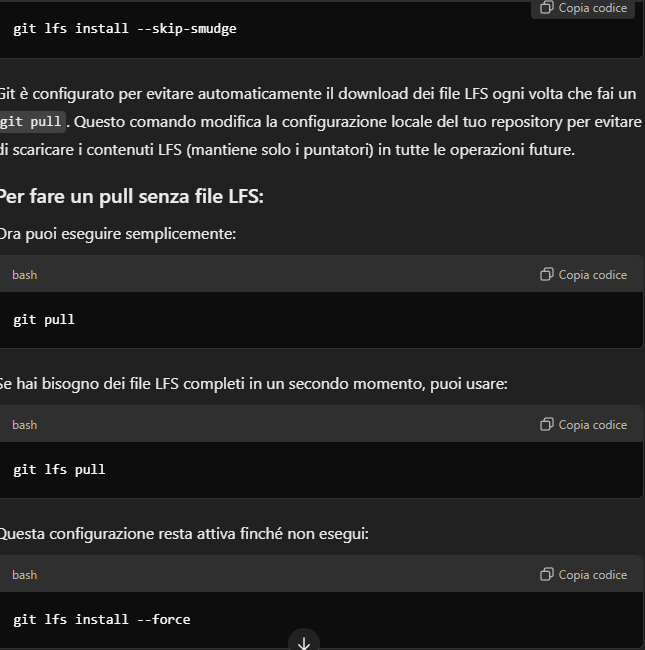 Copia codice
git lfs install --skip-smudge
Git è configurato per evitare automaticamente il download dei file LFS ogni volta che fai un
git pull. Questo comando modifica la configurazione locale del tuo repository per evitare
di scaricare i contenuti LFS (mantiene solo i puntatori) in tutte le operazioni future.
Per fare un pull senza file LFS:
Ora puoi eseguire semplicemente:
bash
Copia codice
git pull
Se hai bisogno dei file LFS completi in un secondo momento, puoi usare:
bash
Copia codice
git lfs pull
Questa configurazione resta attiva finché non esegui:
bash
Copia codice
git lfs install --force